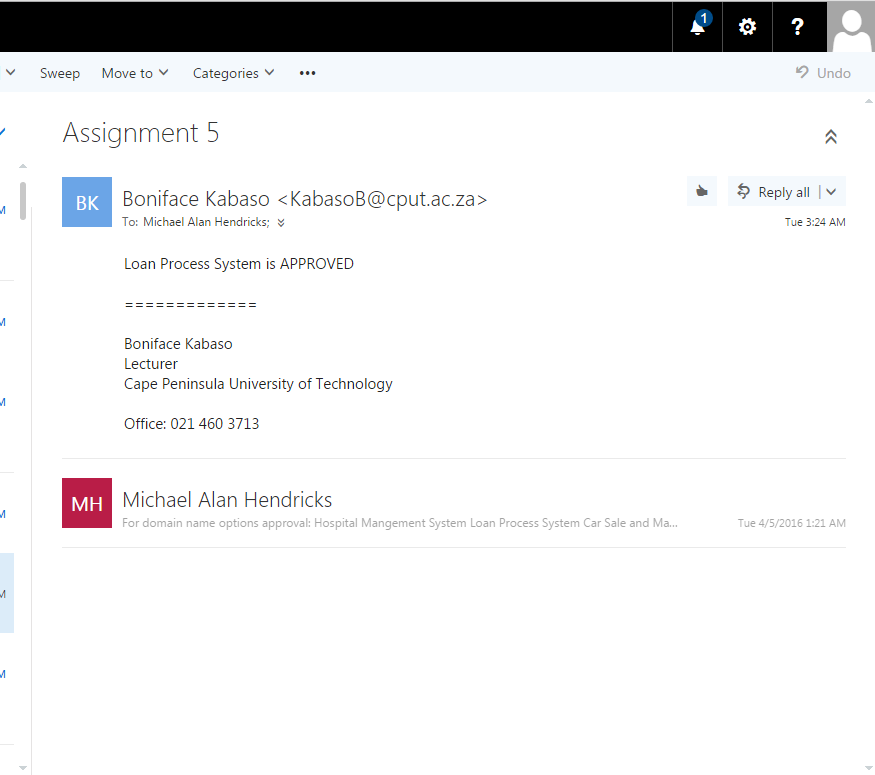 1
?
Sweep Move to Categories ••• Undo
Assignment 5
BK
Boniface Kabaso <KabasoB@cput.ac.za>
Reply all
To: Michael Alan Hendricks;
Tue 3:24 AM
Loan Process System is APPROVED
=============
Boniface Kabaso
Lecturer
Cape Peninsula University of Technology
Office: 021 460 3713
MH
Michael Alan Hendricks
For domain name options approval: Hospital Mangement System Loan Process System Car Sale and Ma...
Tue 4/5/2016 1:21 AM